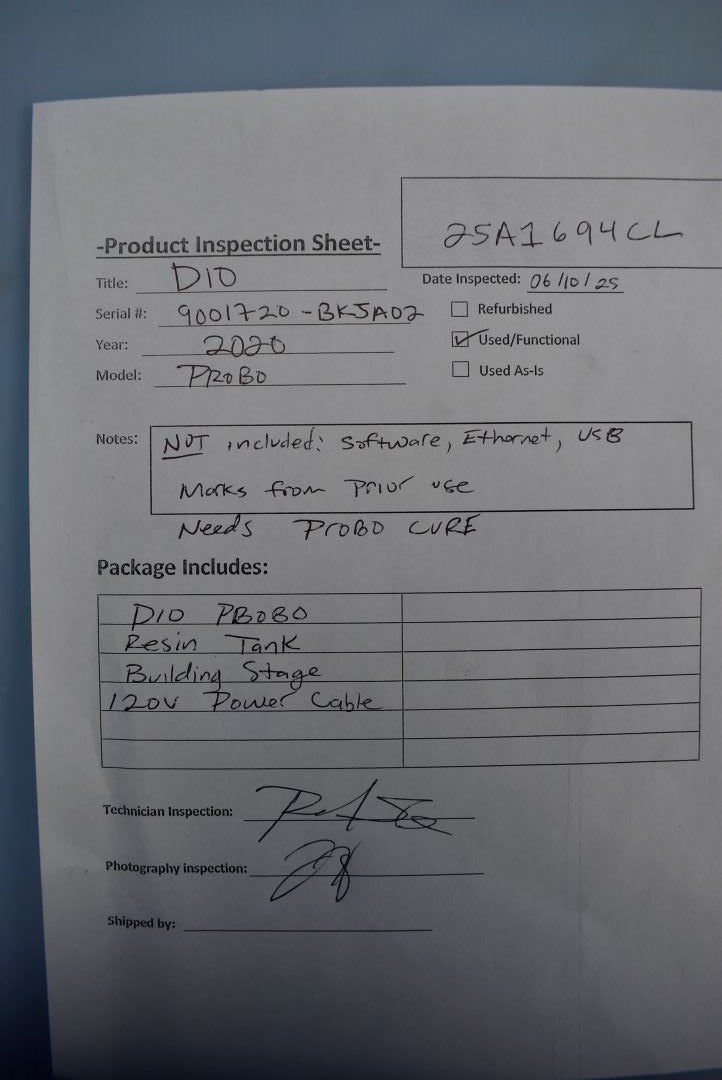 25A1694CL
-Product Inspection Sheet-
Title: DIO
Date Inspected: 06/10/25
Serial #: 9001720-BKJA02
Refurbished
Year: 2020
Used/Functional
Model: PROBO
Used As-Is
Notes: NOT included: Software, Ethernet, USB
Marks from Prior use
Needs PROBO CURE
Package Includes:
DIO PBOBO
Resin Tank
Building Stage
120V Power Cable
Technician Inspection:
Photography inspection:
Shipped by: